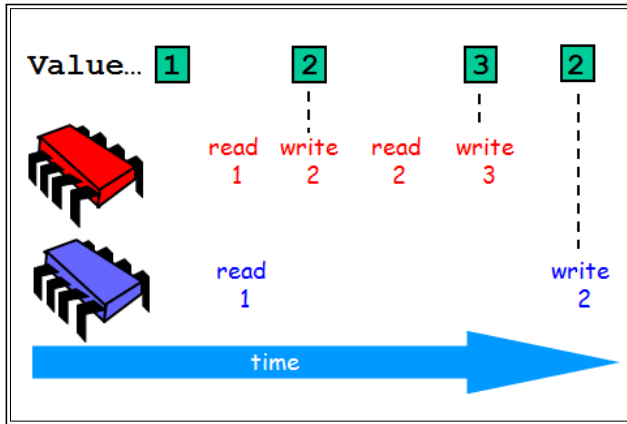 Value… 1 2 3 2
read write read write
1 2 2 3
read write
1 2
time